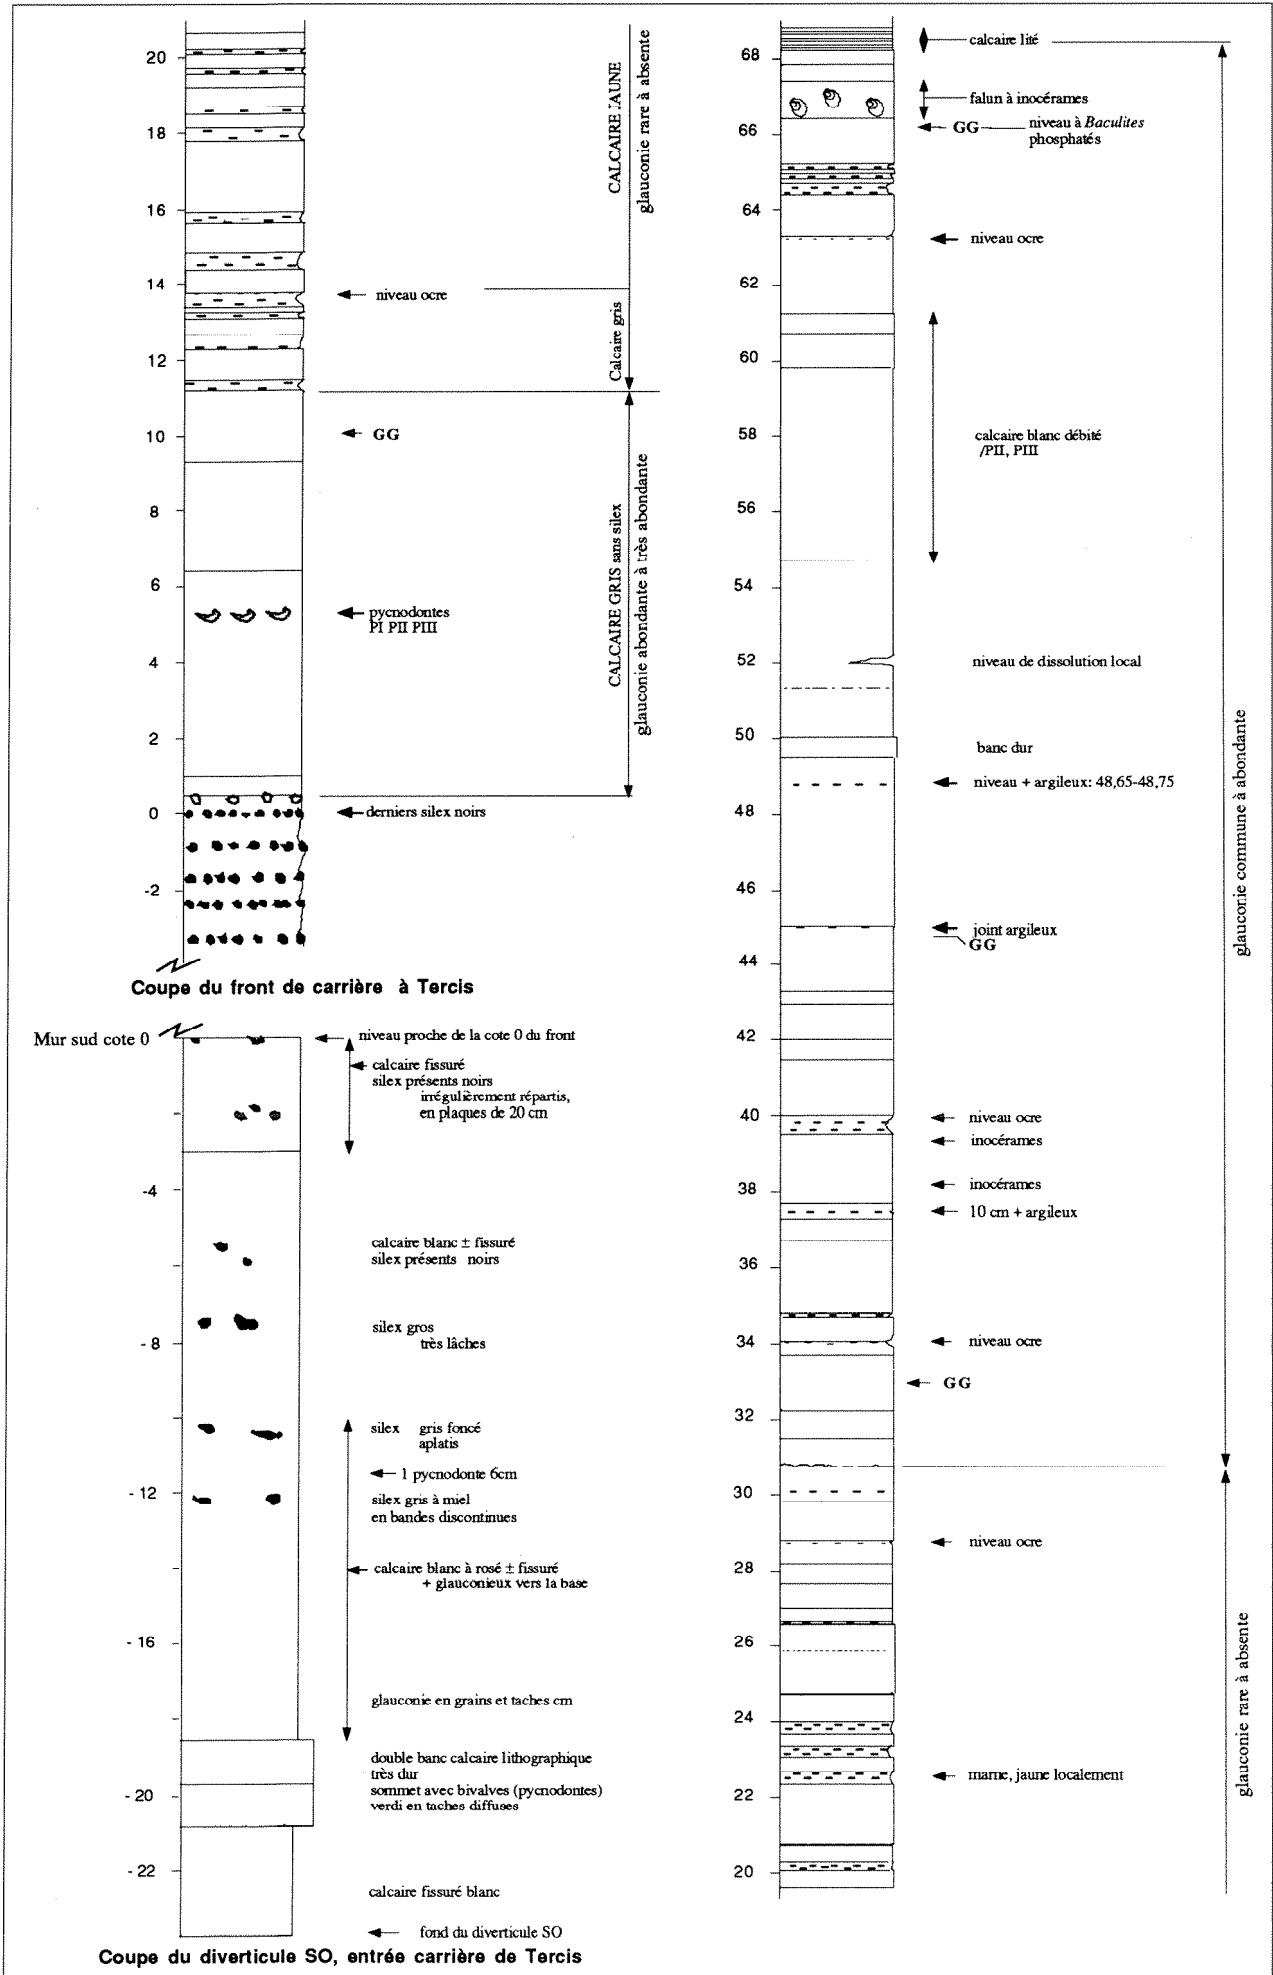 20
18
16
14
12
10
8
6
4
2
0
-2
niveau ocre
GG
pycnodontes
PI PII PIII
derniers silex noirs
CALCAIRE JAUNE
glauconie rare à absente
Calcaire gris
CALCAIRE GRIS sans silex
glauconie abondante à très abondante
Coupe du front de carrière à Tercis
Mur sud cote 0
-4
- 8
- 12
- 16
- 20
- 22
niveau proche de la cote 0 du front
calcaire fissuré
silex présents noirs
irrégulièrement répartis,
en plaques de 20 cm
calcaire blanc ± fissuré
silex présents noirs
silex gros
très lâches
silex gris foncé
aplatis
1 pycnodonte 6cm
silex gris à miel
en bandes discontinues
calcaire blanc à rosé ± fissuré
+ glauconieux vers la base
glauconie en grains et taches cm
double banc calcaire lithographique
très dur
sommet avec bivalves (pycnodontes)
verdi en taches diffuses
calcaire fissuré blanc
fond du diverticule SO
Coupe du diverticule SO, entrée carrière de Tercis
68
66
64
62
60
58
56
54
52
50
48
46
44
42
40
38
36
34
32
30
28
26
24
22
20
calcaire lité
falun à inocérames
GG niveau à Baculites
phosphatés
niveau ocre
calcaire blanc débité
/PII, PIII
niveau de dissolution local
banc dur
niveau + argileux: 48,65-48,75
joint argileux
GG
niveau ocre
inocérames
inocérames
10 cm + argileux
niveau ocre
GG
niveau ocre
marne, jaune localement
glauconie commune à abondante
glauconie rare à absente